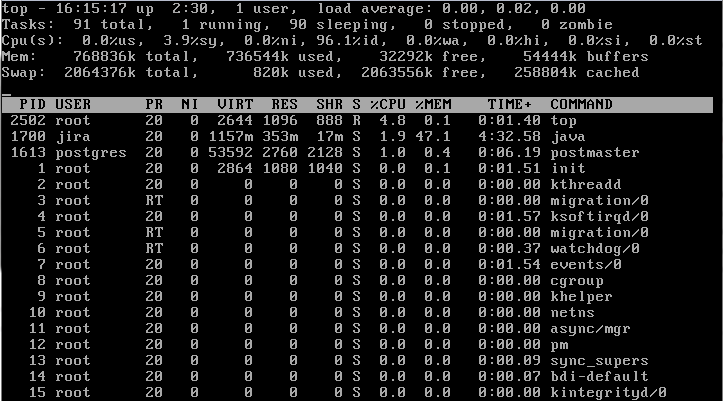 top - 16:15:17 up  2:30,  1 user,  load average: 0.00, 0.02, 0.00
Tasks:  91 total,   1 running,  90 sleeping,   0 stopped,   0 zombie
Cpu(s):  0.0%us,  3.9%sy,  0.0%ni, 96.1%id,  0.0%wa,  0.0%hi,  0.0%si,  0.0%st
Mem:    768836k total,   736544k used,    32292k free,    54444k buffers
Swap:  2064376k total,      820k used,  2063556k free,   258804k cached
  PID USER      PR  NI  VIRT  RES  SHR S %CPU %MEM    TIME+  COMMAND
 2502 root      20   0  2644 1096  888 R  4.8  0.1   0:01.40 top
 1700 jira      20   0 1157m 353m  17m S  1.9 47.1   4:32.58 java
 1613 postgres  20   0 53592 2760 2128 S  1.0  0.4   0:06.19 postmaster
    1 root      20   0  2864 1080 1040 S  0.0  0.1   0:01.51 init
    2 root      20   0     0    0    0 S  0.0  0.0   0:00.00 kthreadd
    3 root      RT   0     0    0    0 S  0.0  0.0   0:00.00 migration/0
    4 root      20   0     0    0    0 S  0.0  0.0   0:01.57 ksoftirqd/0
    5 root      RT   0     0    0    0 S  0.0  0.0   0:00.00 migration/0
    6 root      RT   0     0    0    0 S  0.0  0.0   0:00.37 watchdog/0
    7 root      20   0     0    0    0 S  0.0  0.0   0:01.54 events/0
    8 root      20   0     0    0    0 S  0.0  0.0   0:00.00 cgroup
    9 root      20   0     0    0    0 S  0.0  0.0   0:00.00 khelper
   10 root      20   0     0    0    0 S  0.0  0.0   0:00.00 netns
   11 root      20   0     0    0    0 S  0.0  0.0   0:00.00 async/mgr
   12 root      20   0     0    0    0 S  0.0  0.0   0:00.00 pm
   13 root      20   0     0    0    0 S  0.0  0.0   0:00.09 sync_supers
   14 root      20   0     0    0    0 S  0.0  0.0   0:00.07 bdi-default
   15 root      20   0     0    0    0 S  0.0  0.0   0:00.00 kintegrityd/0